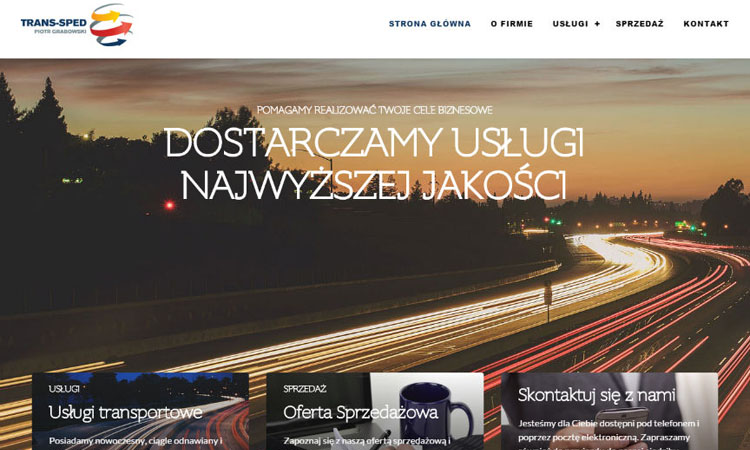 TRANS-SPED
PIOTR GRABOWSKI
STRONA GŁÓWNA O FIRMIE USŁUGI + SPRZEDAŻ KONTAKT
POMAGAMY REALIZOWAĆ TWOJE CELE BIZNESOWE
DOSTARCZAMY USŁUGI
NAJWYŻSZEJ JAKOŚCI
USŁUGI
Usługi transportowe
Posiadamy nowoczesny, ciągle odnawiany i
SPRZEDAŻ
Oferta Sprzedażowa
Zapoznaj się z naszą ofertą sprzedażową i
Skontaktuj się z nami
Jesteśmy dla Ciebie dostępni pod telefonem i
poprzez pocztę elektroniczną. Zapraszamy